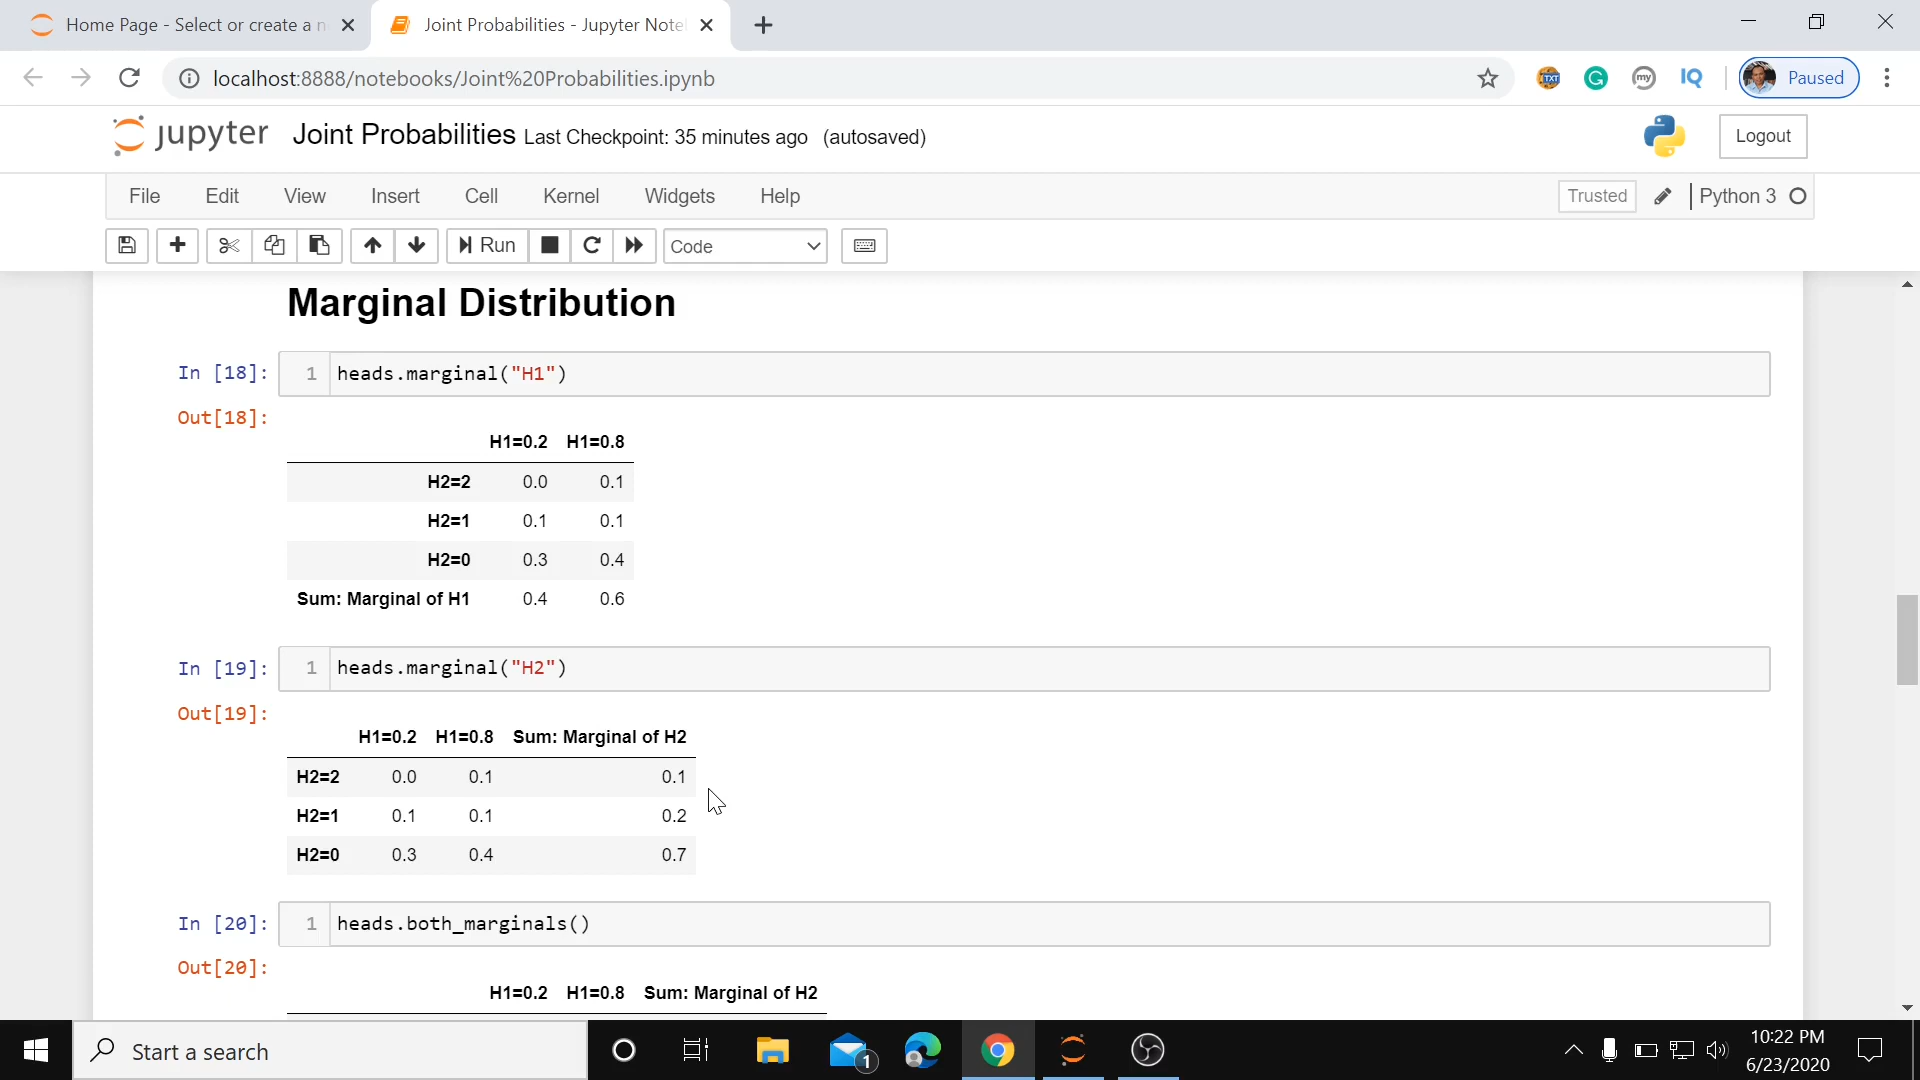 Home Page - Select or create a n
Joint Probabilities - Jupyter Note
localhost:8888/notebooks/Joint%20Probabilities.ipynb
TXT
G
my
IQ
Paused
jupyter Joint Probabilities Last Checkpoint: 35 minutes ago (autosaved)
Logout
File Edit View Insert Cell Kernel Widgets Help
Trusted
Python 3
Run
Code
Marginal Distribution
In [18]: 1 heads.marginal("H1")
Out[18]:
H1=0.2 H1=0.8
H2=2 0.0 0.1
H2=1 0.1 0.1
H2=0 0.3 0.4
Sum: Marginal of H1 0.4 0.6
In [19]: 1 heads.marginal("H2")
Out[19]:
H1=0.2 H1=0.8 Sum: Marginal of H2
H2=2 0.0 0.1 0.1
H2=1 0.1 0.1 0.2
H2=0 0.3 0.4 0.7
In [20]: 1 heads.both_marginals()
Out[20]:
H1=0.2 H1=0.8 Sum: Marginal of H2
Start a search
1
10:22 PM
6/23/2020